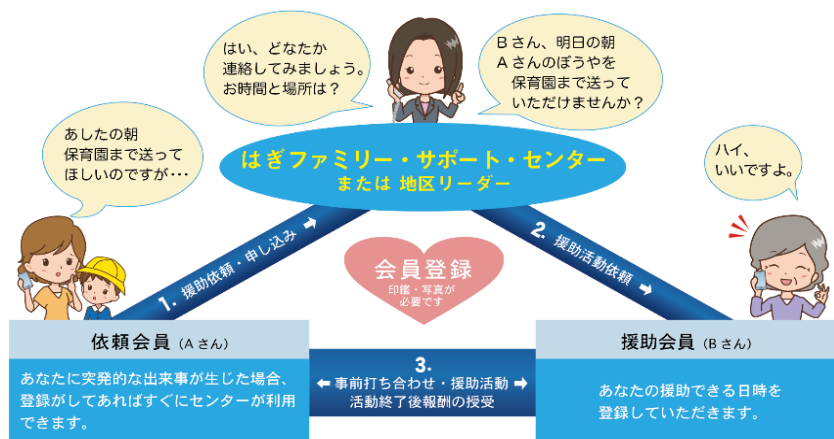 はい、どなたか
連絡してみましょう。
お時間と場所は？
Bさん、明日の朝
Aさんのぼうやを
保育園まで送って
いただけませんか？
あしたの朝
保育園まで送って
ほしいのですが・・・
はぎファミリー・サポート・センター
または 地区リーダー
ハイ、
いいですよ。
1. 援助依頼・申し込み →
2. 援助活動依頼 →
会員登録
印鑑・写真が
必要です
依頼会員（Aさん）
あなたに突発的な出来事が生じた場合、
登録がしてあればすぐにセンターが利用
できます。
3.
← 事前打ち合わせ・援助活動 →
活動終了後報酬の授受
援助会員（Bさん）
あなたの援助できる日時を
登録していただきます。